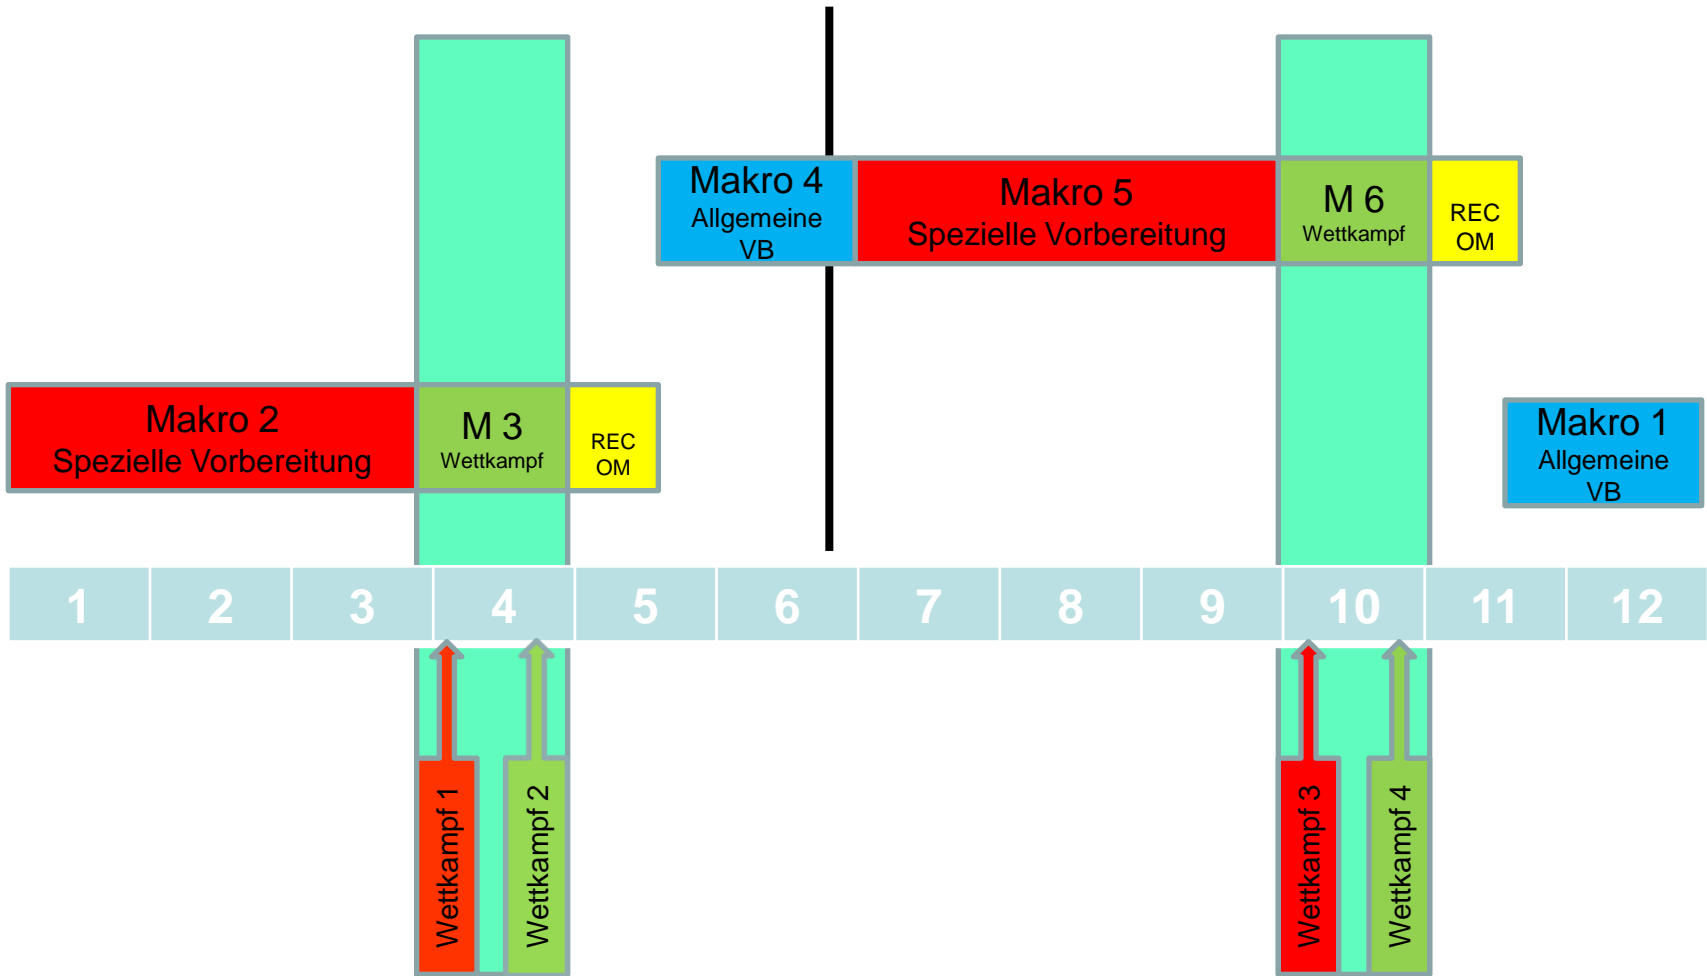 Makro 4
Allgemeine
VB
Makro 5
Spezielle Vorbereitung
M 6
Wettkampf
REC
OM
Makro 2
Spezielle Vorbereitung
M 3
Wettkampf
REC
OM
Makro 1
Allgemeine
VB
1 2 3 4 5 6 7 8 9 10 11 12
Wettkampf 1
Wettkampf 2
Wettkampf 3
Wettkampf 4